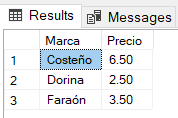 Results Messages
Marca Precio
1 Costeño 6.50
2 Dorina 2.50
3 Faraón 3.50